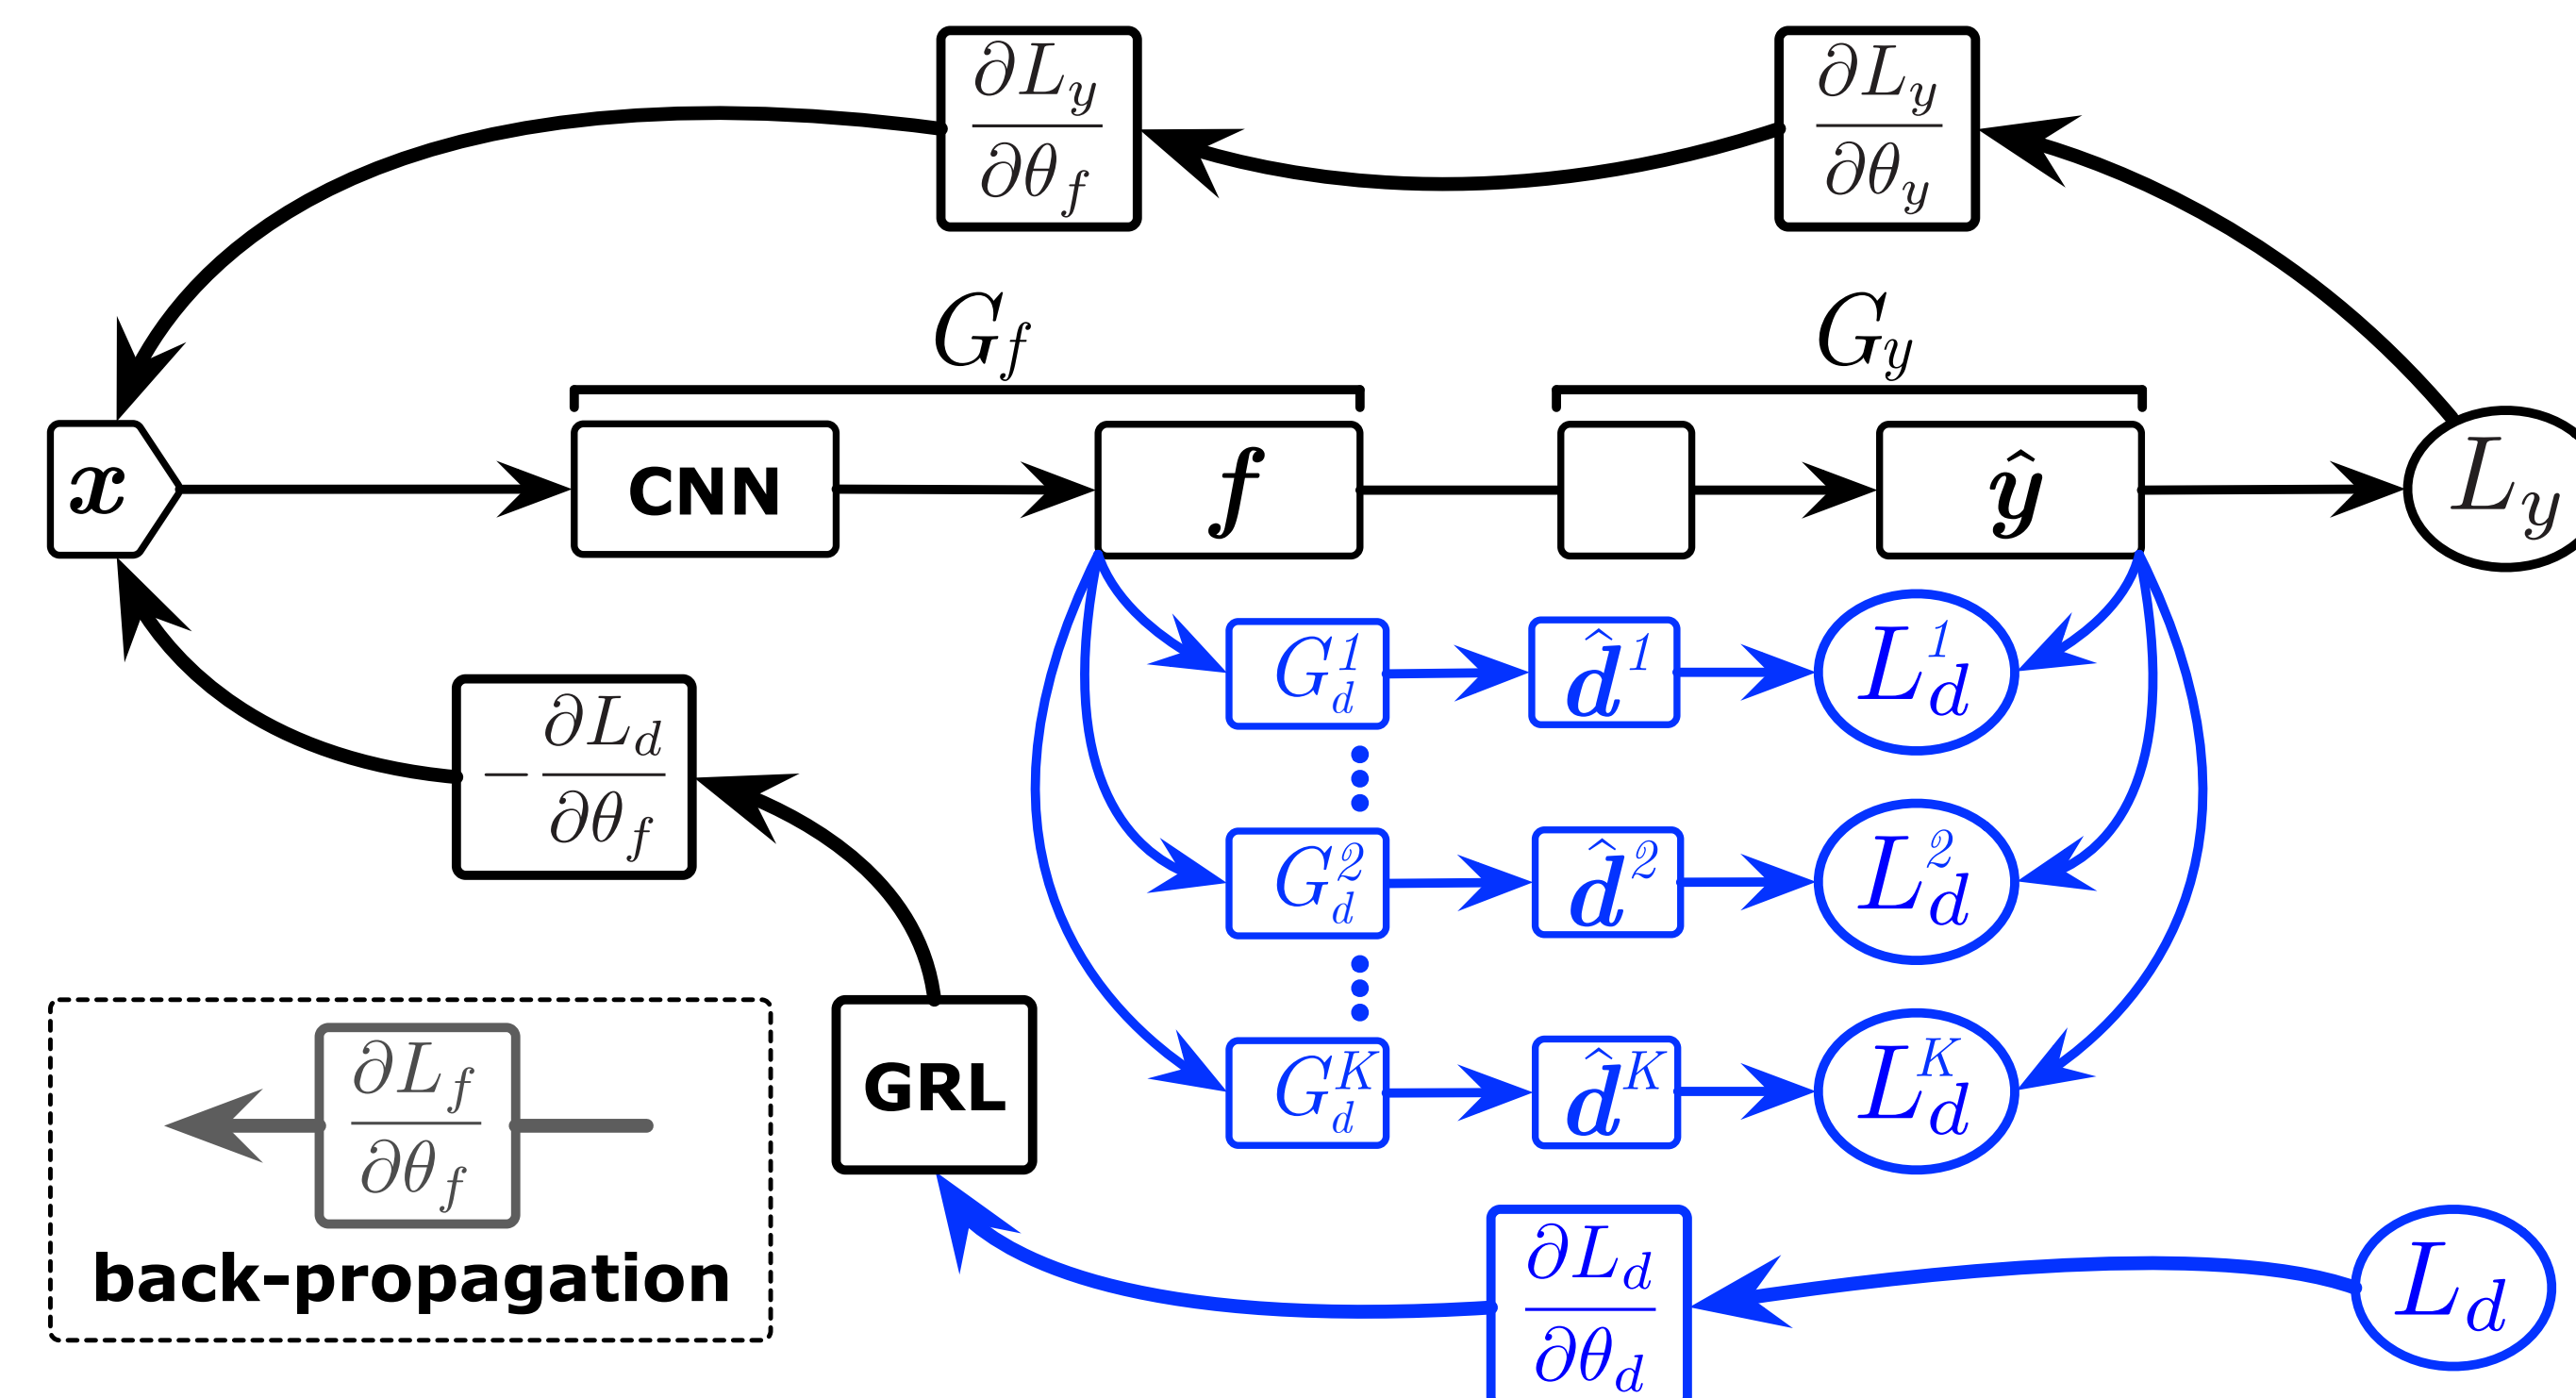 ∂L_y / ∂θ_f
∂L_y / ∂θ_y
G_f
G_y
x
CNN
f
ŷ
L_y
G_d^1
d̂^1
L_d^1
− ∂L_d / ∂θ_f
G_d^2
d̂^2
L_d^2
GRL
G_d^K
d̂^K
L_d^K
∂L_f / ∂θ_f
back-propagation
∂L_d / ∂θ_d
L_d